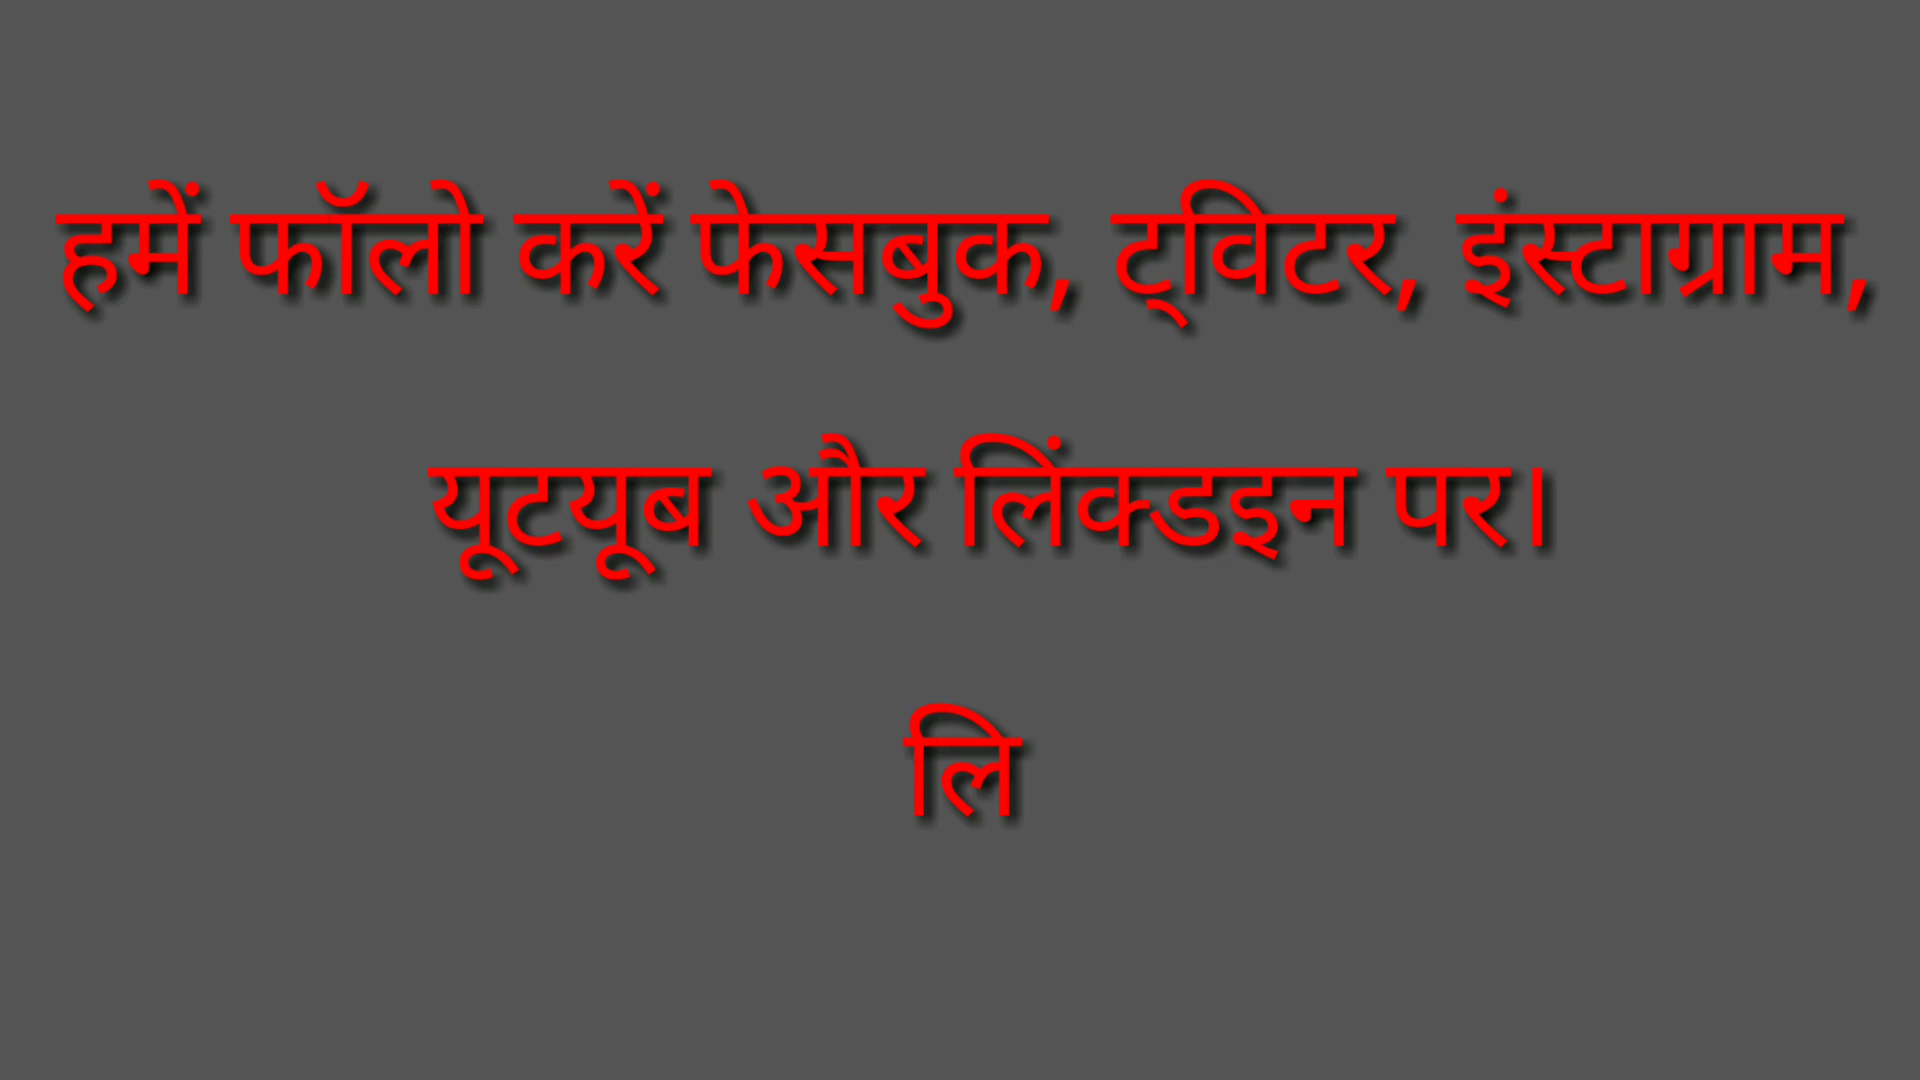 हमें फॉलो करें फेसबुक, ट्विटर, इंस्टाग्राम,
यूटयूब और लिंक्डइन पर।
लि